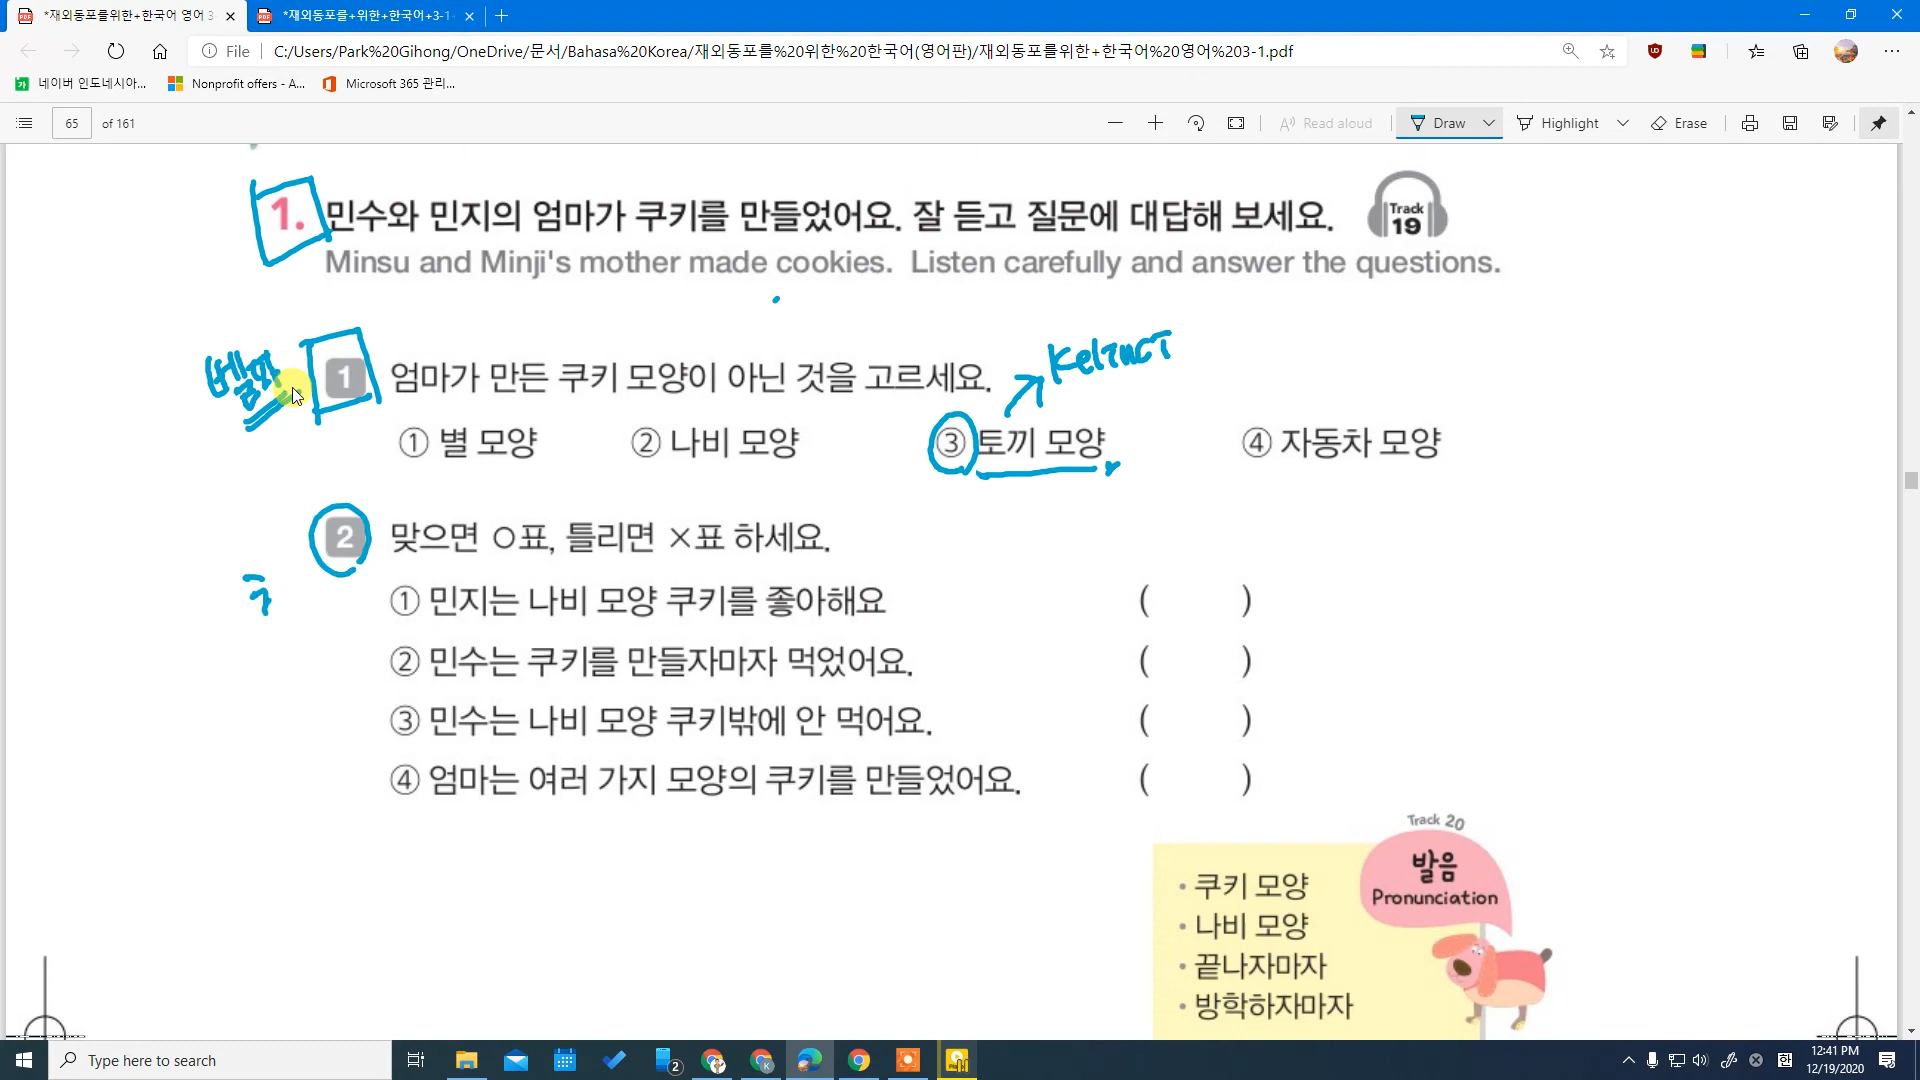 *재외동포를위한+한국어 영어 3
*재외동포를+위한+한국어+3-1-
File
C:/Users/Park%20Gihong/OneDrive/문서/Bahasa%20Korea/재외동포를%20위한%20한국어(영어판)/재외동포를위한+한국어%20영어%203-1.pdf
네이버 인도네시아...
Nonprofit offers - A...
Microsoft 365 관리...
65 of 161
Read aloud
Draw
Highlight
Erase
1. 민수와 민지의 엄마가 쿠키를 만들었어요. 잘 듣고 질문에 대답해 보세요.
Track 19
Minsu and Minji's mother made cookies. Listen carefully and answer the questions.
kelinci
1 엄마가 만든 쿠키 모양이 아닌 것을 고르세요.
① 별 모양 ② 나비 모양 ③ 토끼 모양 ④ 자동차 모양
2 맞으면 ○표, 틀리면 ×표 하세요.
① 민지는 나비 모양 쿠키를 좋아해요 ( )
② 민수는 쿠키를 만들자마자 먹었어요. ( )
③ 민수는 나비 모양 쿠키밖에 안 먹어요. ( )
④ 엄마는 여러 가지 모양의 쿠키를 만들었어요. ( )
Track 20
발음
Pronunciation
• 쿠키 모양
• 나비 모양
• 끝나자마자
• 방학하자마자
Type here to search
2
한
12:41 PM
12/19/2020